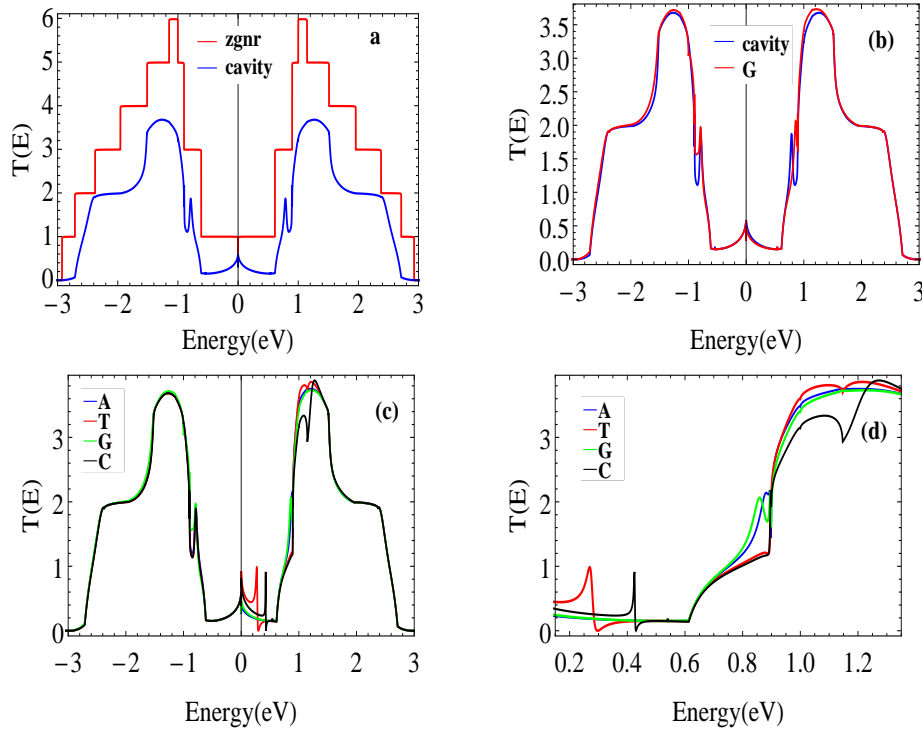 a
zgnr
cavity
T(E)
6
5
4
3
2
1
0
−3 −2 −1 0 1 2 3
Energy(eV)
(b)
cavity
G
T(E)
3.5
3.0
2.5
2.0
1.5
1.0
0.5
0.0
−3 −2 −1 0 1 2 3
Energy(eV)
(c)
A
T
G
C
T(E)
3
2
1
0
−3 −2 −1 0 1 2 3
Energy(eV)
(d)
A
T
G
C
T(E)
3
2
1
0
0.2 0.4 0.6 0.8 1.0 1.2
Energy(eV)